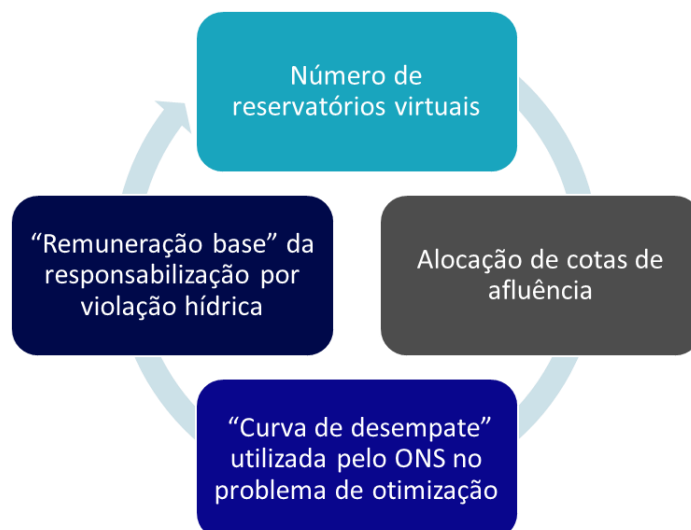 Número de
reservatórios virtuais
Alocação de cotas de
afluência
“Curva de desempate”
utilizada pelo ONS no
problema de otimização
“Remuneração base” da
responsabilização por
violação hídrica